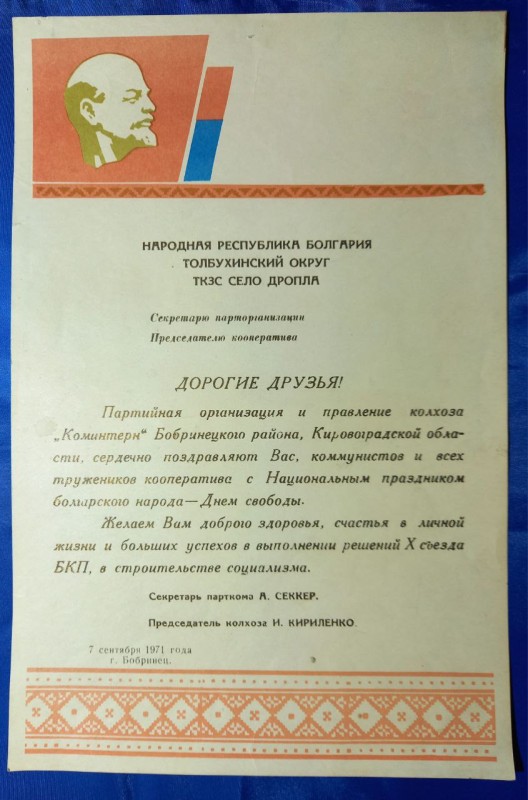 НАРОДНАЯ РЕСПУБЛИКА БОЛГАРИЯ
ТОЛБУХИНСКИЙ ОКРУГ
ТКЗС СЕЛО ДРОПЛА
Секретарю парторганизации
Председателю кооператива
ДОРОГИЕ ДРУЗЬЯ!
Партийная организация и правление колхоза
„Коминтерн“ Бобринецкого района, Кировоградской обла-
сти, сердечно поздравляют Вас, коммунистов и всех
тружеников кооператива с Национальным праздником
болгарского народа — Днем свободы.
Желаем Вам доброго здоровья, счастья в личной
жизни и больших успехов в выполнении решений X съезда
БКП, в строительстве социализма.
Секретарь парткома А. СЕККЕР.
Председатель колхоза И. КИРИЛЕНКО.
7 сентября 1971 года
г. Бобринец.